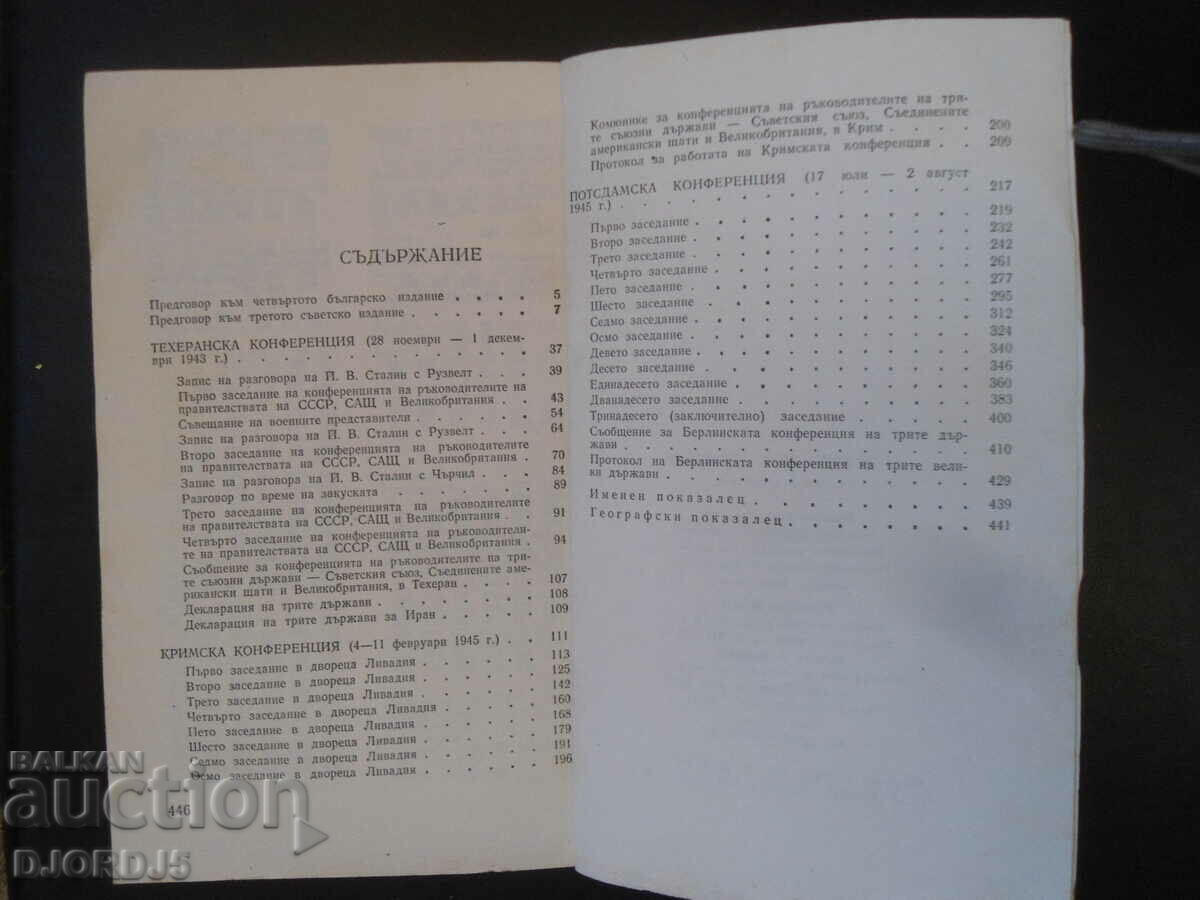 СЪДЪРЖАНИЕ
Предговор към четвъртото българско издание . . . . 5
Предговор към третото съветско издание . . . . . 7
ТЕХЕРАНСКА КОНФЕРЕНЦИЯ (28 ноември — 1 декем-
ври 1943 г.) . . . . . . . . . . . . 37
Запис на разговора на Й. В. Сталин с Рузвелт . . . 39
Първо заседание на конференцията на ръководителите на
правителствата на СССР, САЩ и Великобритания . . . 43
Съвещание на военните представители . . . . . 54
Запис на разговора на Й. В. Сталин с Рузвелт . . . 64
Второ заседание на конференцията на ръководителите
на правителствата на СССР, САЩ и Великобритания . 70
Запис на разговора на Й. В. Сталин с Чърчил . . . 84
Разговор по време на закуската . . . . . . 89
Трето заседание на конференцията на ръководителите
на правителствата на СССР, САЩ и Великобритания . . 91
Четвърто заседание на конференцията на ръководители-
те на правителствата на СССР, САЩ и Великобритания . 94
Съобщение за конференцията на ръководителите на три-
те съюзни държави — Съветския съюз, Съединените аме-
рикански щати и Великобритания, в Техеран . . . . 107
Декларация на трите държави . . . . . . . 108
Декларация на трите държави за Иран . . . . . 109
КРИМСКА КОНФЕРЕНЦИЯ (4—11 февруари 1945 г.) . . 111
Първо заседание в двореца Ливадия . . . . . . 113
Второ заседание в двореца Ливадия . . . . . . 125
Трето заседание в двореца Ливадия . . . . . . 142
Четвърто заседание в двореца Ливадия . . . . . 160
Пето заседание в двореца Ливадия . . . . . . 168
Шесто заседание в двореца Ливадия . . . . . . 179
Седмо заседание в двореца Ливадия . . . . . . 191
Осмо заседание в двореца Ливадия . . . . . . 196
446
Комюнике за конференцията на ръководителите на три-
те съюзни държави — Съветския съюз, Съединените
американски щати и Великобритания, в Крим . . . . 200
Протокол за работата на Кримската конференция . . 209
ПОТСДАМСКА КОНФЕРЕНЦИЯ (17 юли — 2 август
1945 г.) . . . . . . . . . . . . . 217
Първо заседание . . . . . . . . . . 219
Второ заседание . . . . . . . . . . 232
Трето заседание . . . . . . . . . . 242
Четвърто заседание . . . . . . . . . 261
Пето заседание . . . . . . . . . . 277
Шесто заседание . . . . . . . . . . 295
Седмо заседание . . . . . . . . . . 312
Осмо заседание . . . . . . . . . . 324
Девето заседание . . . . . . . . . . 340
Десето заседание . . . . . . . . . . 346
Единадесето заседание . . . . . . . . 360
Дванадесето заседание . . . . . . . . 383
Тринадесето (заключително) заседание . . . . . 400
Съобщение за Берлинската конференция на трите дър-
жави . . . . . . . . . . . . . 410
Протокол на Берлинската конференция на трите вели-
ки държави . . . . . . . . . . . 429
Именен показалец . . . . . . . . 439
Географски показалец . . . . . . . 441
BALKAN
auction
DJORDJ5